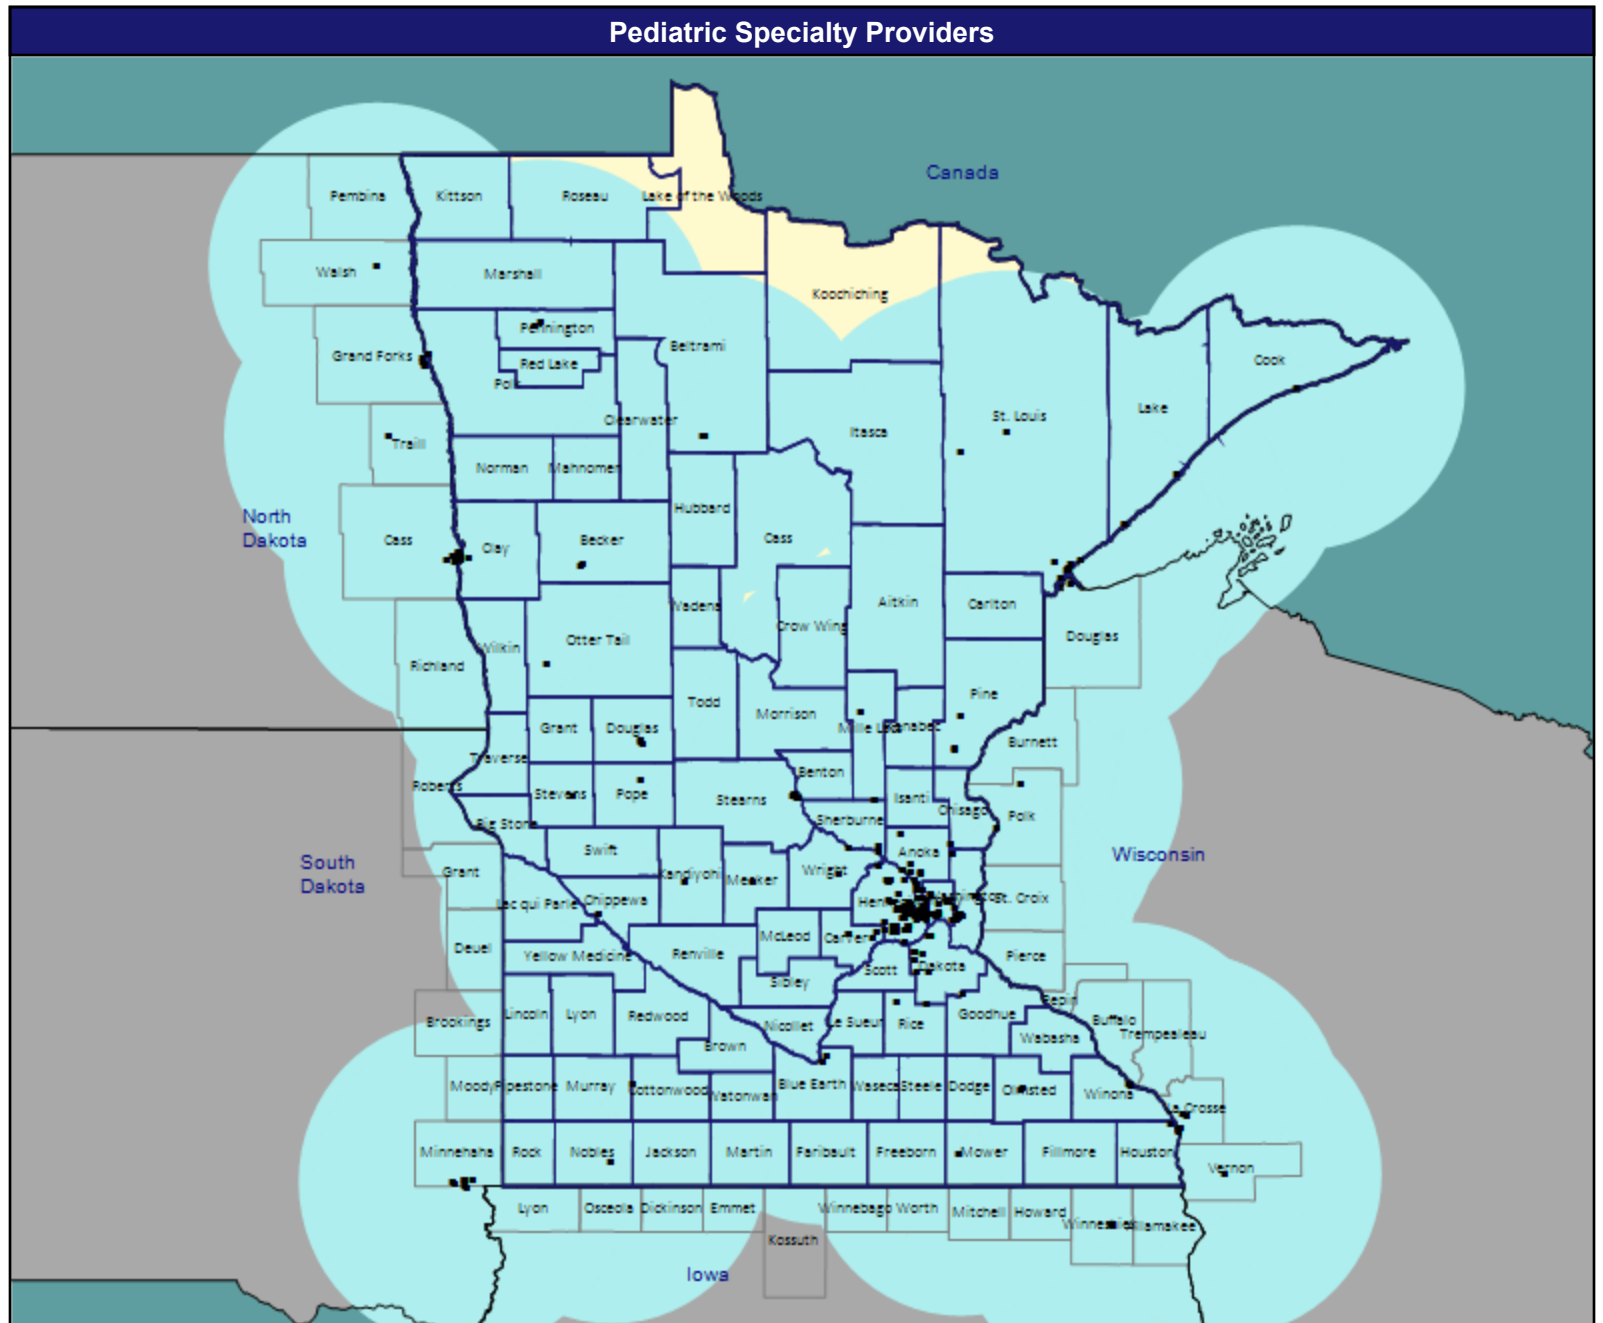 Pediatric Specialty Providers
Canada
Pembina
Kittson
Roseau
Lake of the Woods
Walsh
Marshall
Koochiching
Pennington
Grand Forks
Red Lake
Beltrami
Cook
Polk
Clearwater
St. Louis
Lake
Traill
Itasca
Norman
Mahnomen
Hubbard
North
Dakota
Cass
Clay
Becker
Cass
Wadena
Crow Wing
Aitkin
Carlton
Douglas
Richland
Wilkin
Otter Tail
Todd
Morrison
Pine
Grant
Douglas
Mille Lacs
Kanabec
Burnett
Traverse
Roberts
Stevens
Pope
Stearns
Benton
Isanti
Chisago
Polk
Big Stone
Sherburne
Swift
Anoka
Wisconsin
South
Dakota
Grant
Kandiyohi
Meeker
Wright
Lac qui Parle
Chippewa
Washington
St. Croix
Deuel
Yellow Medicine
Renville
McLeod
Carver
Scott
Dakota
Pierce
Sibley
Brookings
Lincoln
Lyon
Redwood
Nicollet
Le Sueur
Rice
Goodhue
Pepin
Buffalo
Trempealeau
Wabasha
Brown
Moody
Pipestone
Murray
Cottonwood
Watonwan
Blue Earth
Waseca
Steele
Dodge
Olmsted
Winona
La Crosse
Minnehaha
Rock
Nobles
Jackson
Martin
Faribault
Freeborn
Mower
Fillmore
Houston
Vernon
Lyon
Osceola
Dickinson
Emmet
Kossuth
Winnebago
Worth
Mitchell
Howard
Allamakee
Iowa